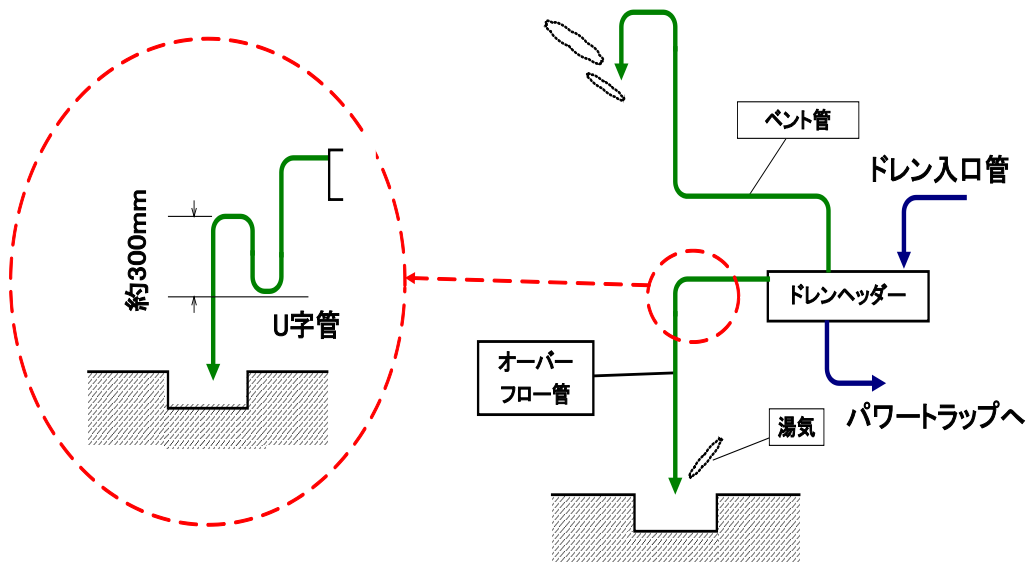 ベント管
ドレン入口管
約300mm
ドレンヘッダー
U字管
オーバー
フロー管
パワートラップへ
湯気